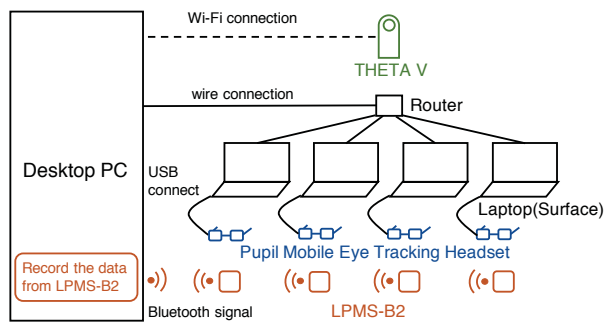 Wi-Fi connection
THETA V
wire connection
Router
Desktop PC
USB
connect
Laptop(Surface)
Pupil Mobile Eye Tracking Headset
Record the data
from LPMS-B2
Bluetooth signal
LPMS-B2